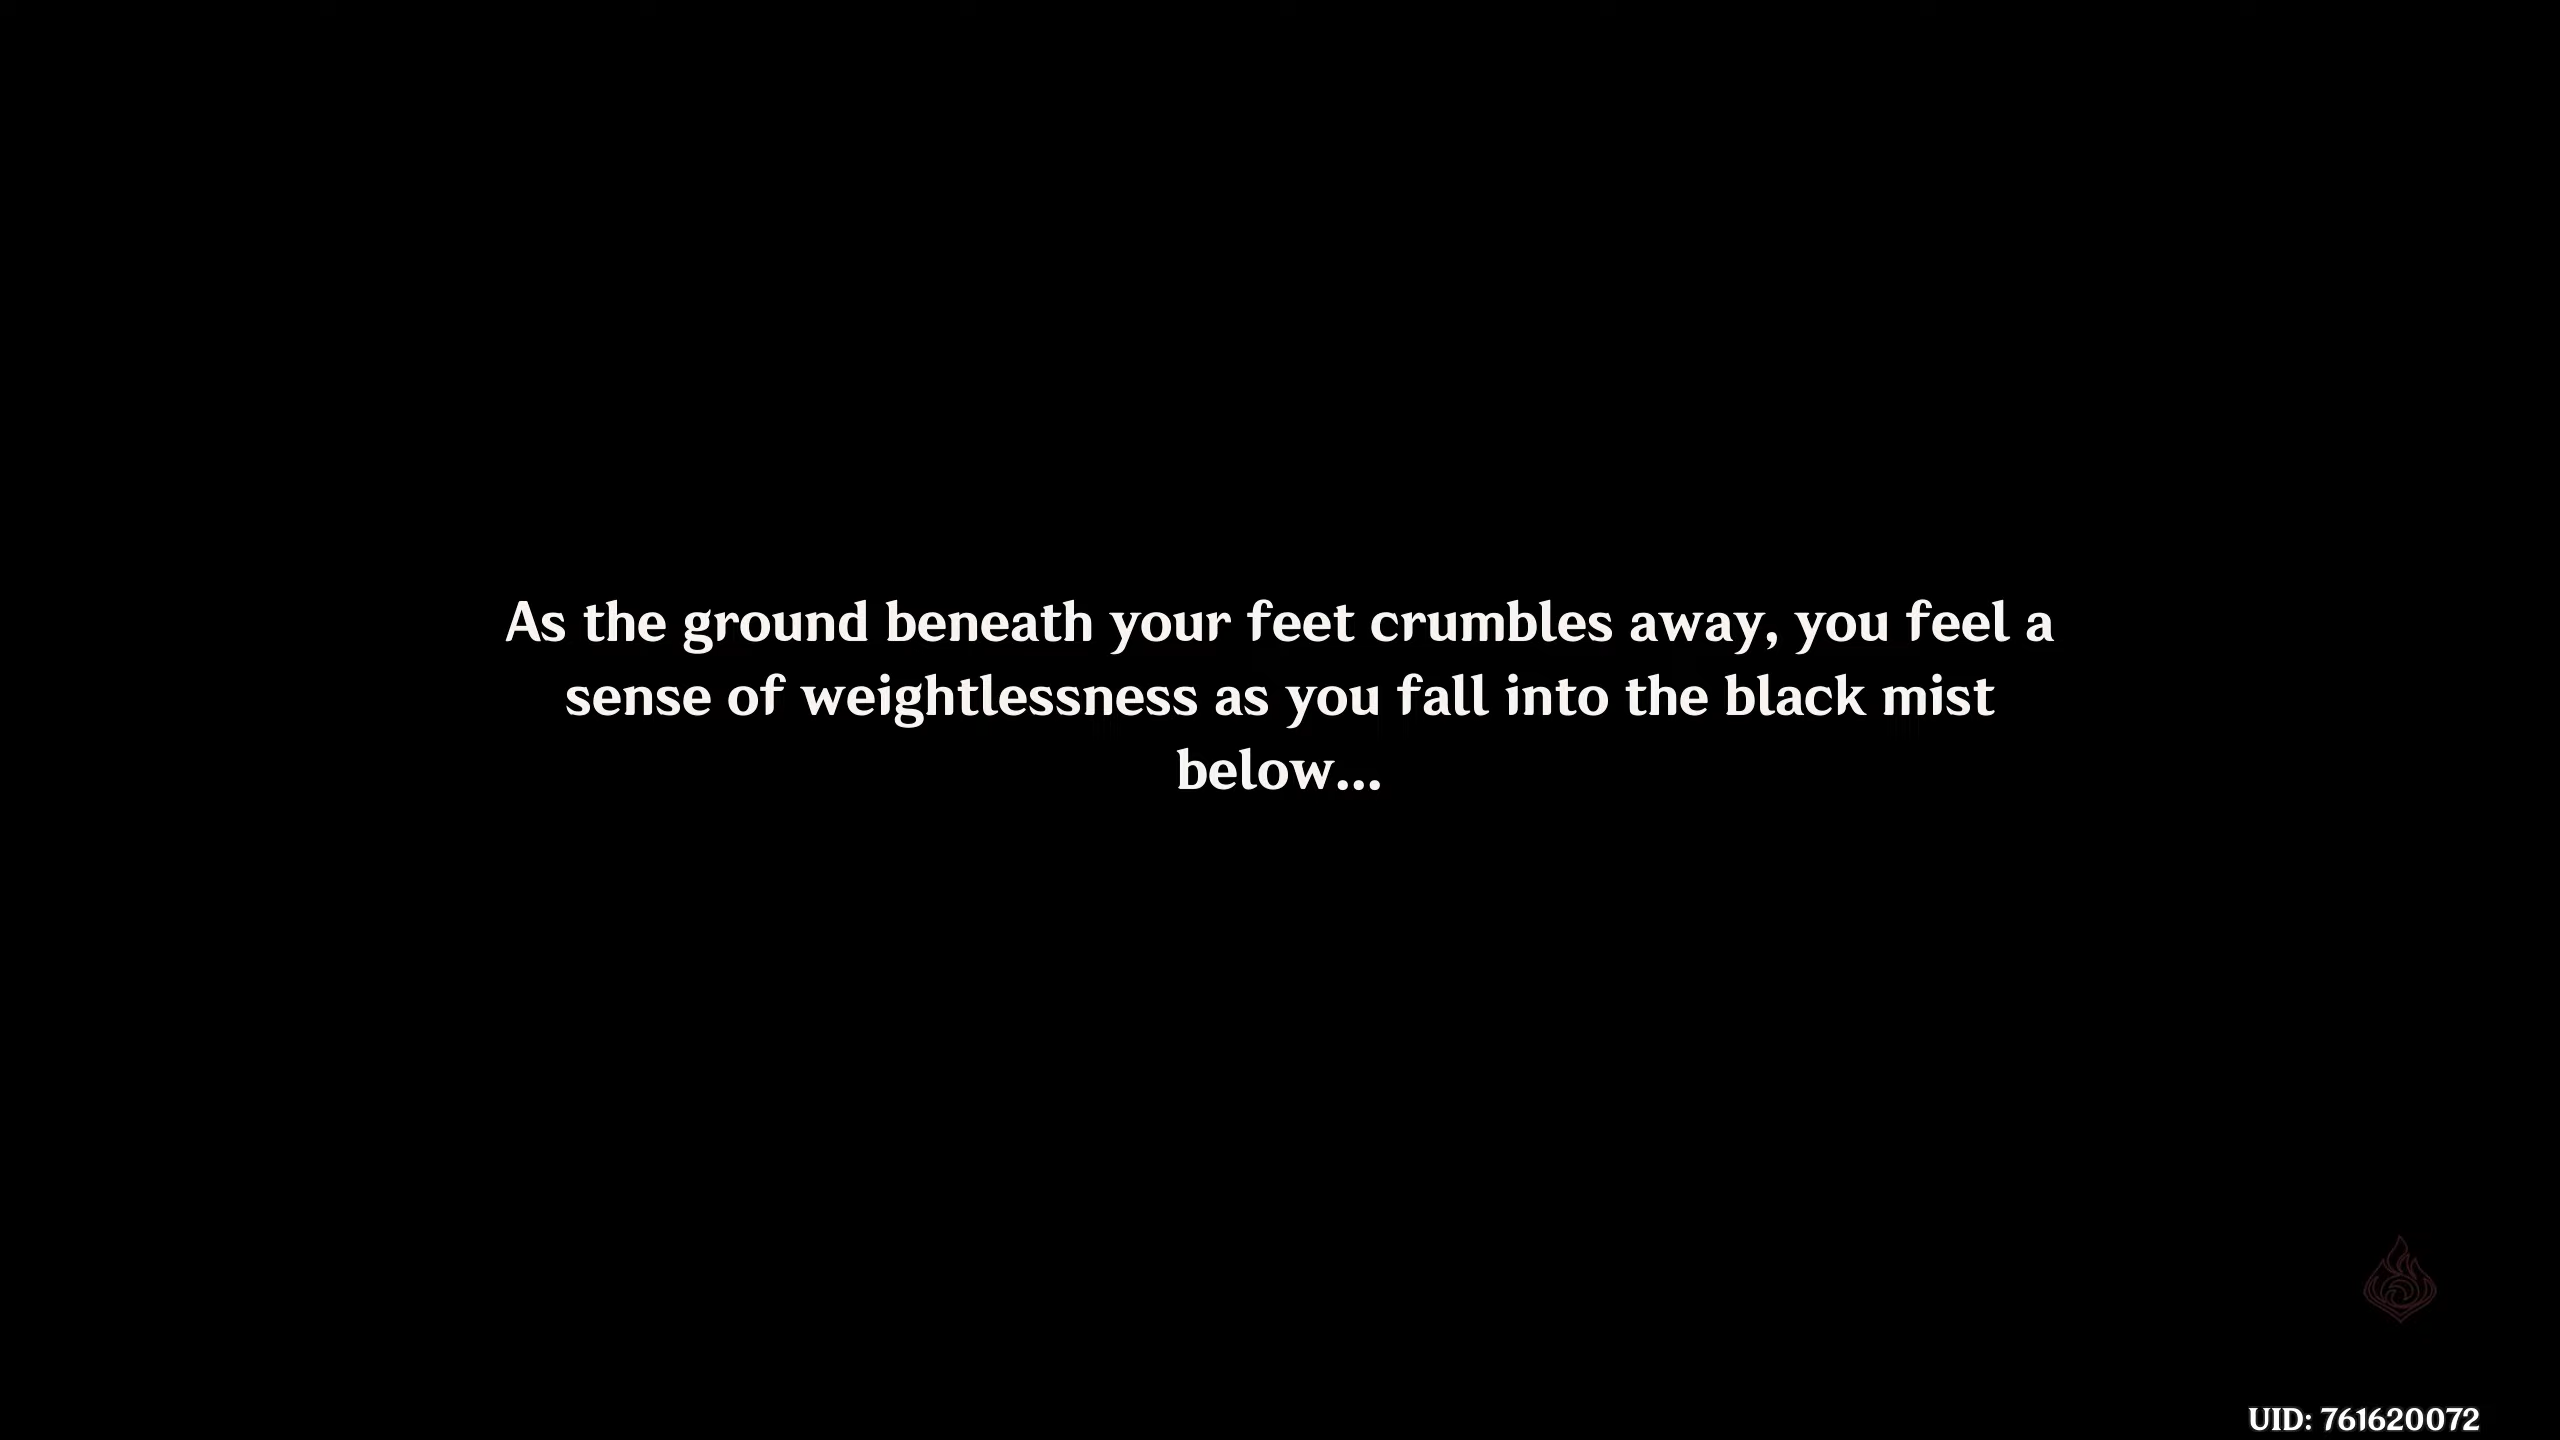 As the ground beneath your feet crumbles away, you feel a
sense of weightlessness as you fall into the black mist
below...
UID: 761620072